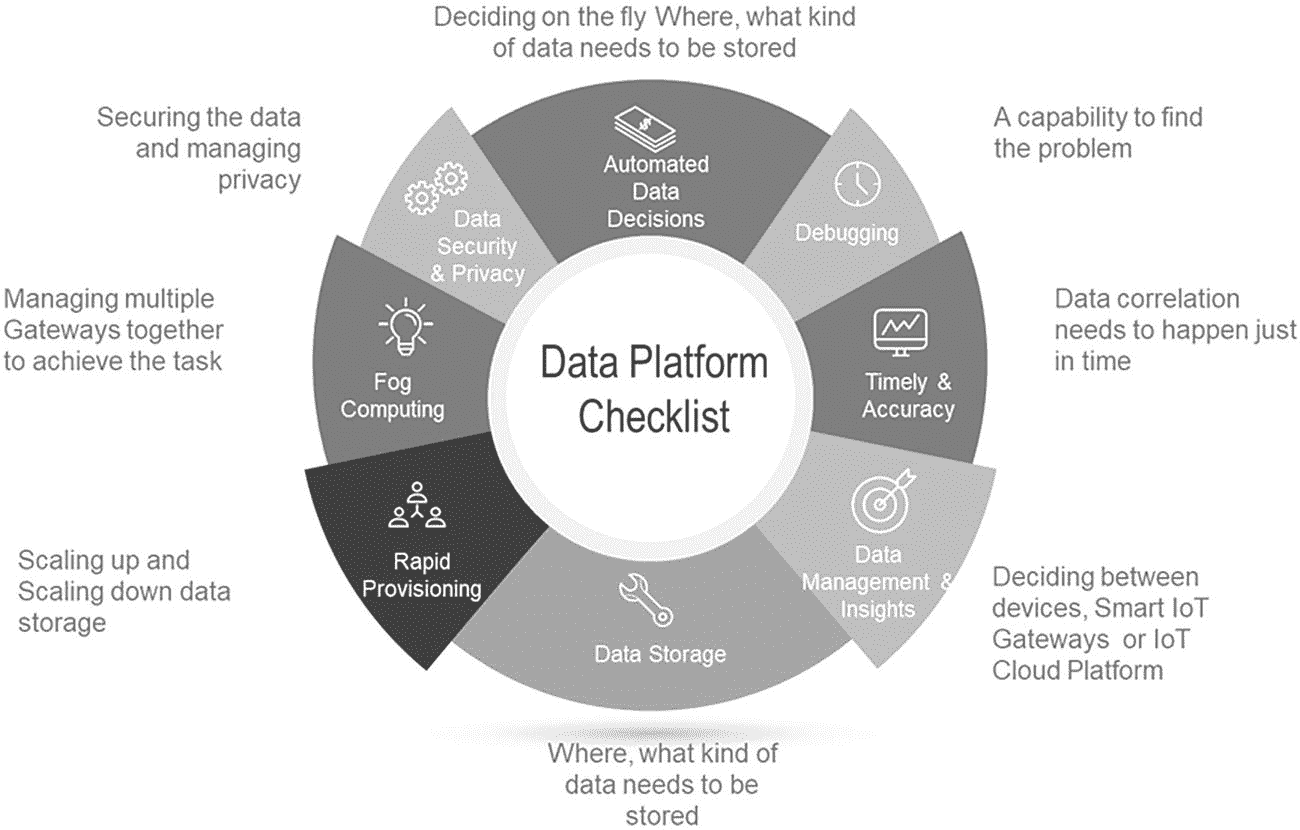 Deciding on the fly Where, what kind
of data needs to be stored
Securing the data
and managing
privacy
A capability to find
the problem
Automated
Data
Decisions
$
Data
Security
& Privacy
Debugging
Managing multiple
Gateways together
to achieve the task
Data correlation
needs to happen just
in time
Fog
Computing
Data Platform
Checklist
Timely &
Accuracy
Scaling up and
Scaling down data
storage
Rapid
Provisioning
Data
Management &
Insights
Deciding between
devices, Smart IoT
Gateways or IoT
Cloud Platform
Data Storage
Where, what kind of
data needs to be
stored